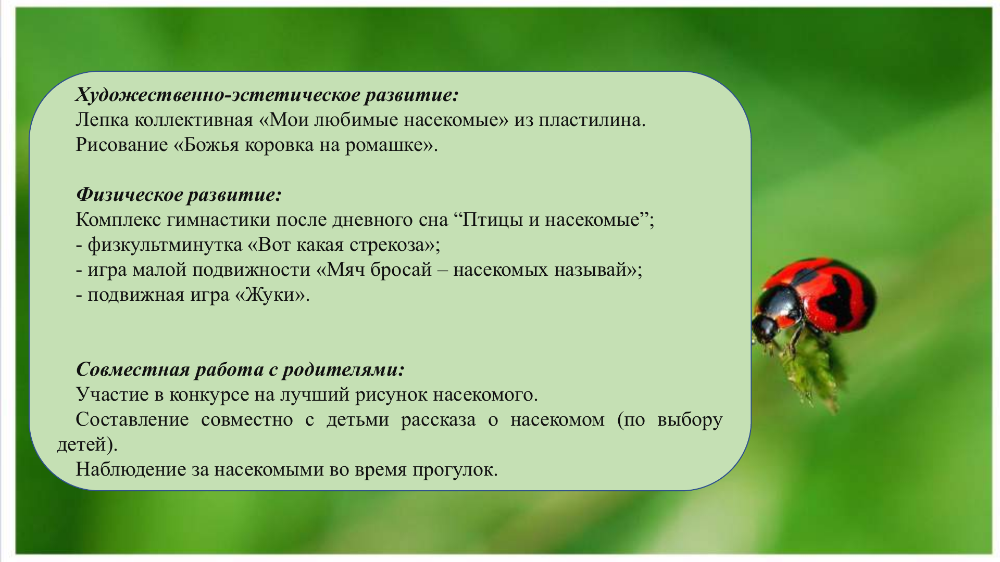 Художественно-эстетическое развитие:
Лепка коллективная «Мои любимые насекомые» из пластилина.
Рисование «Божья коровка на ромашке».
Физическое развитие:
Комплекс гимнастики после дневного сна “Птицы и насекомые”;
- физкультминутка «Вот какая стрекоза»;
- игра малой подвижности «Мяч бросай – насекомых называй»;
- подвижная игра «Жуки».
Совместная работа с родителями:
Участие в конкурсе на лучший рисунок насекомого.
Составление совместно с детьми рассказа о насекомом (по выбору
детей).
Наблюдение за насекомыми во время прогулок.